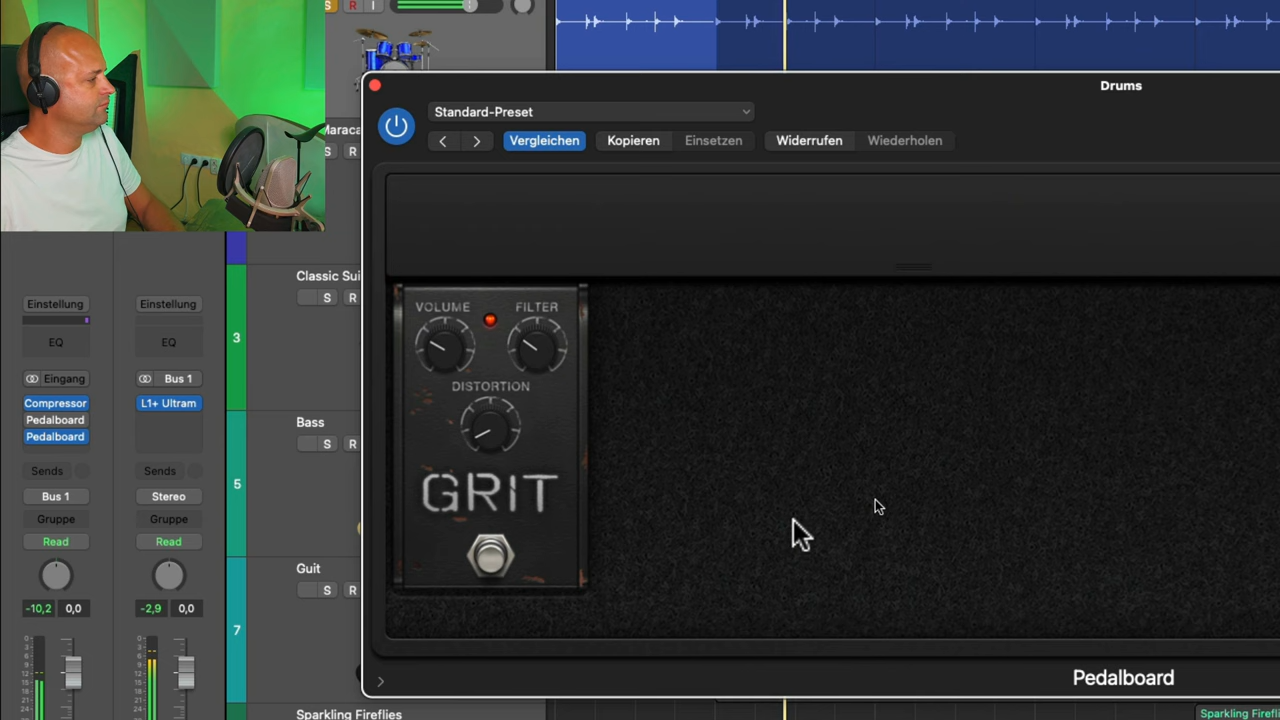 S R I
Drums
Standard-Preset
Vergleichen Kopieren Einsetzen Widerrufen Wiederholen
Maraca
S R
Classic Sui
S R
3
Einstellung Einstellung
EQ EQ
Eingang Bus 1
Compressor L1+ Ultram
Pedalboard
Pedalboard
Sends Sends
Bus 1 Stereo
Gruppe Gruppe
Read Read
-10,2 0,0 -2,9 0,0
Bass
S R
5
Guit
S R
7
VOLUME FILTER
DISTORTION
GRIT
Pedalboard
Sparkling Fireflies
Sparkling Firefl